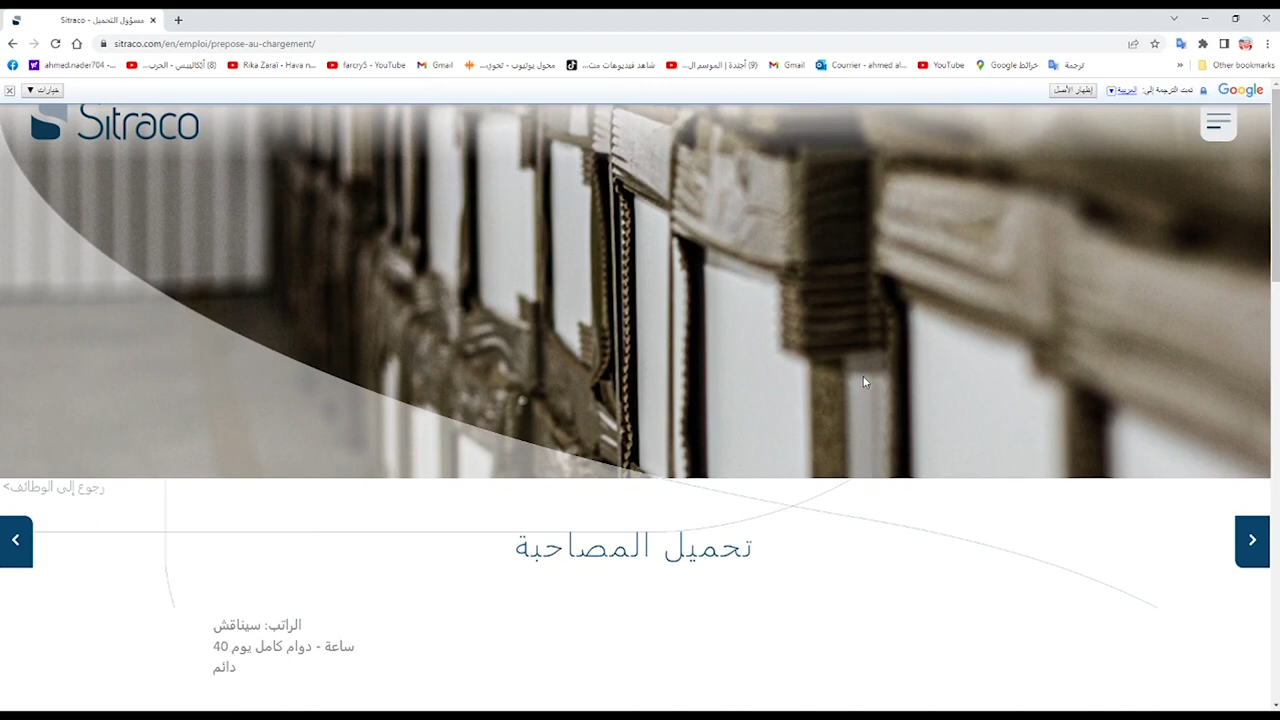 مسؤول التحميل - Sitraco
sitraco.com/en/emploi/prepose-au-chargement/
ahmed.nader704 -...
(8) أكاكاليبس - الحرب...
Rika Zaraï - Hava n...
farcry5 - YouTube
Gmail
محول يوتيوب - تحوي...
شاهد فيديوهات مت...
(9) أجندة | الموسم ال...
Gmail
Courrier - ahmed al...
YouTube
خرائط Google
ترجمة
»
Other bookmarks
خيارات ▼
إظهار الأصل
تمت الترجمة إلى: العربية
Google
Sitraco
رجوع إلى الوظائف>
تحميل المصاحبة
الراتب: سيناقش
40 ساعة - دوام كامل يوم
دائم